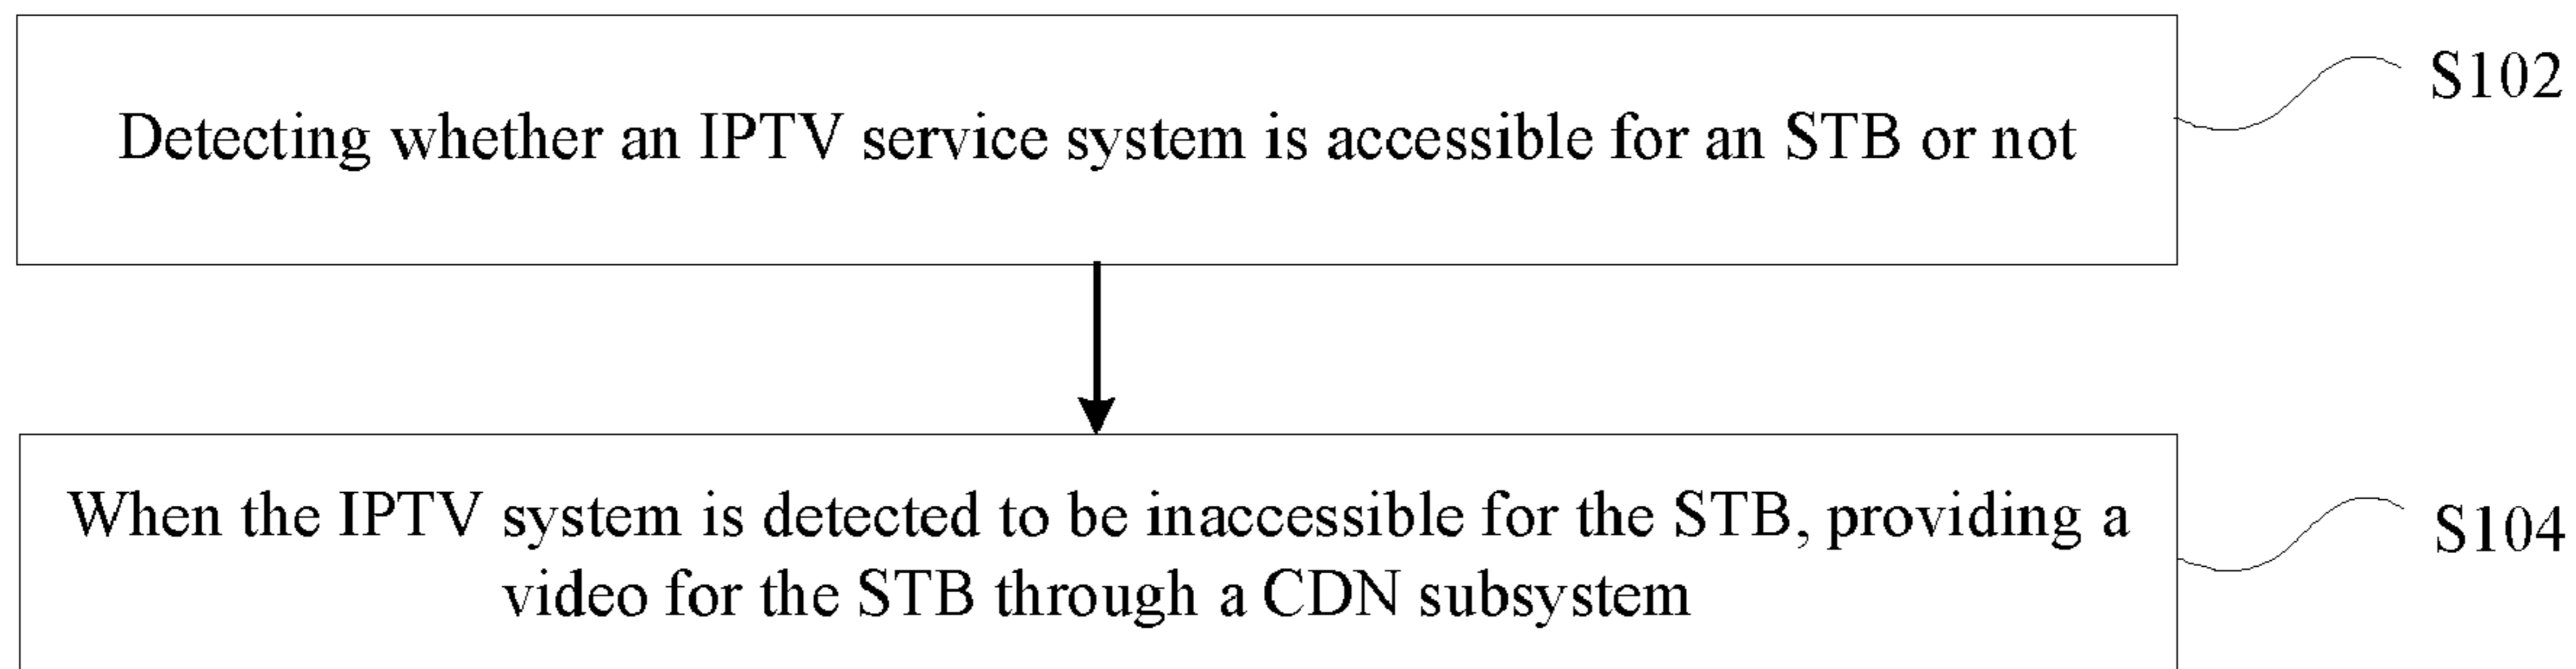 Detecting whether an IPTV service system is accessible for an STB or not
S102
When the IPTV system is detected to be inaccessible for the STB, providing a
video for the STB through a CDN subsystem
S104